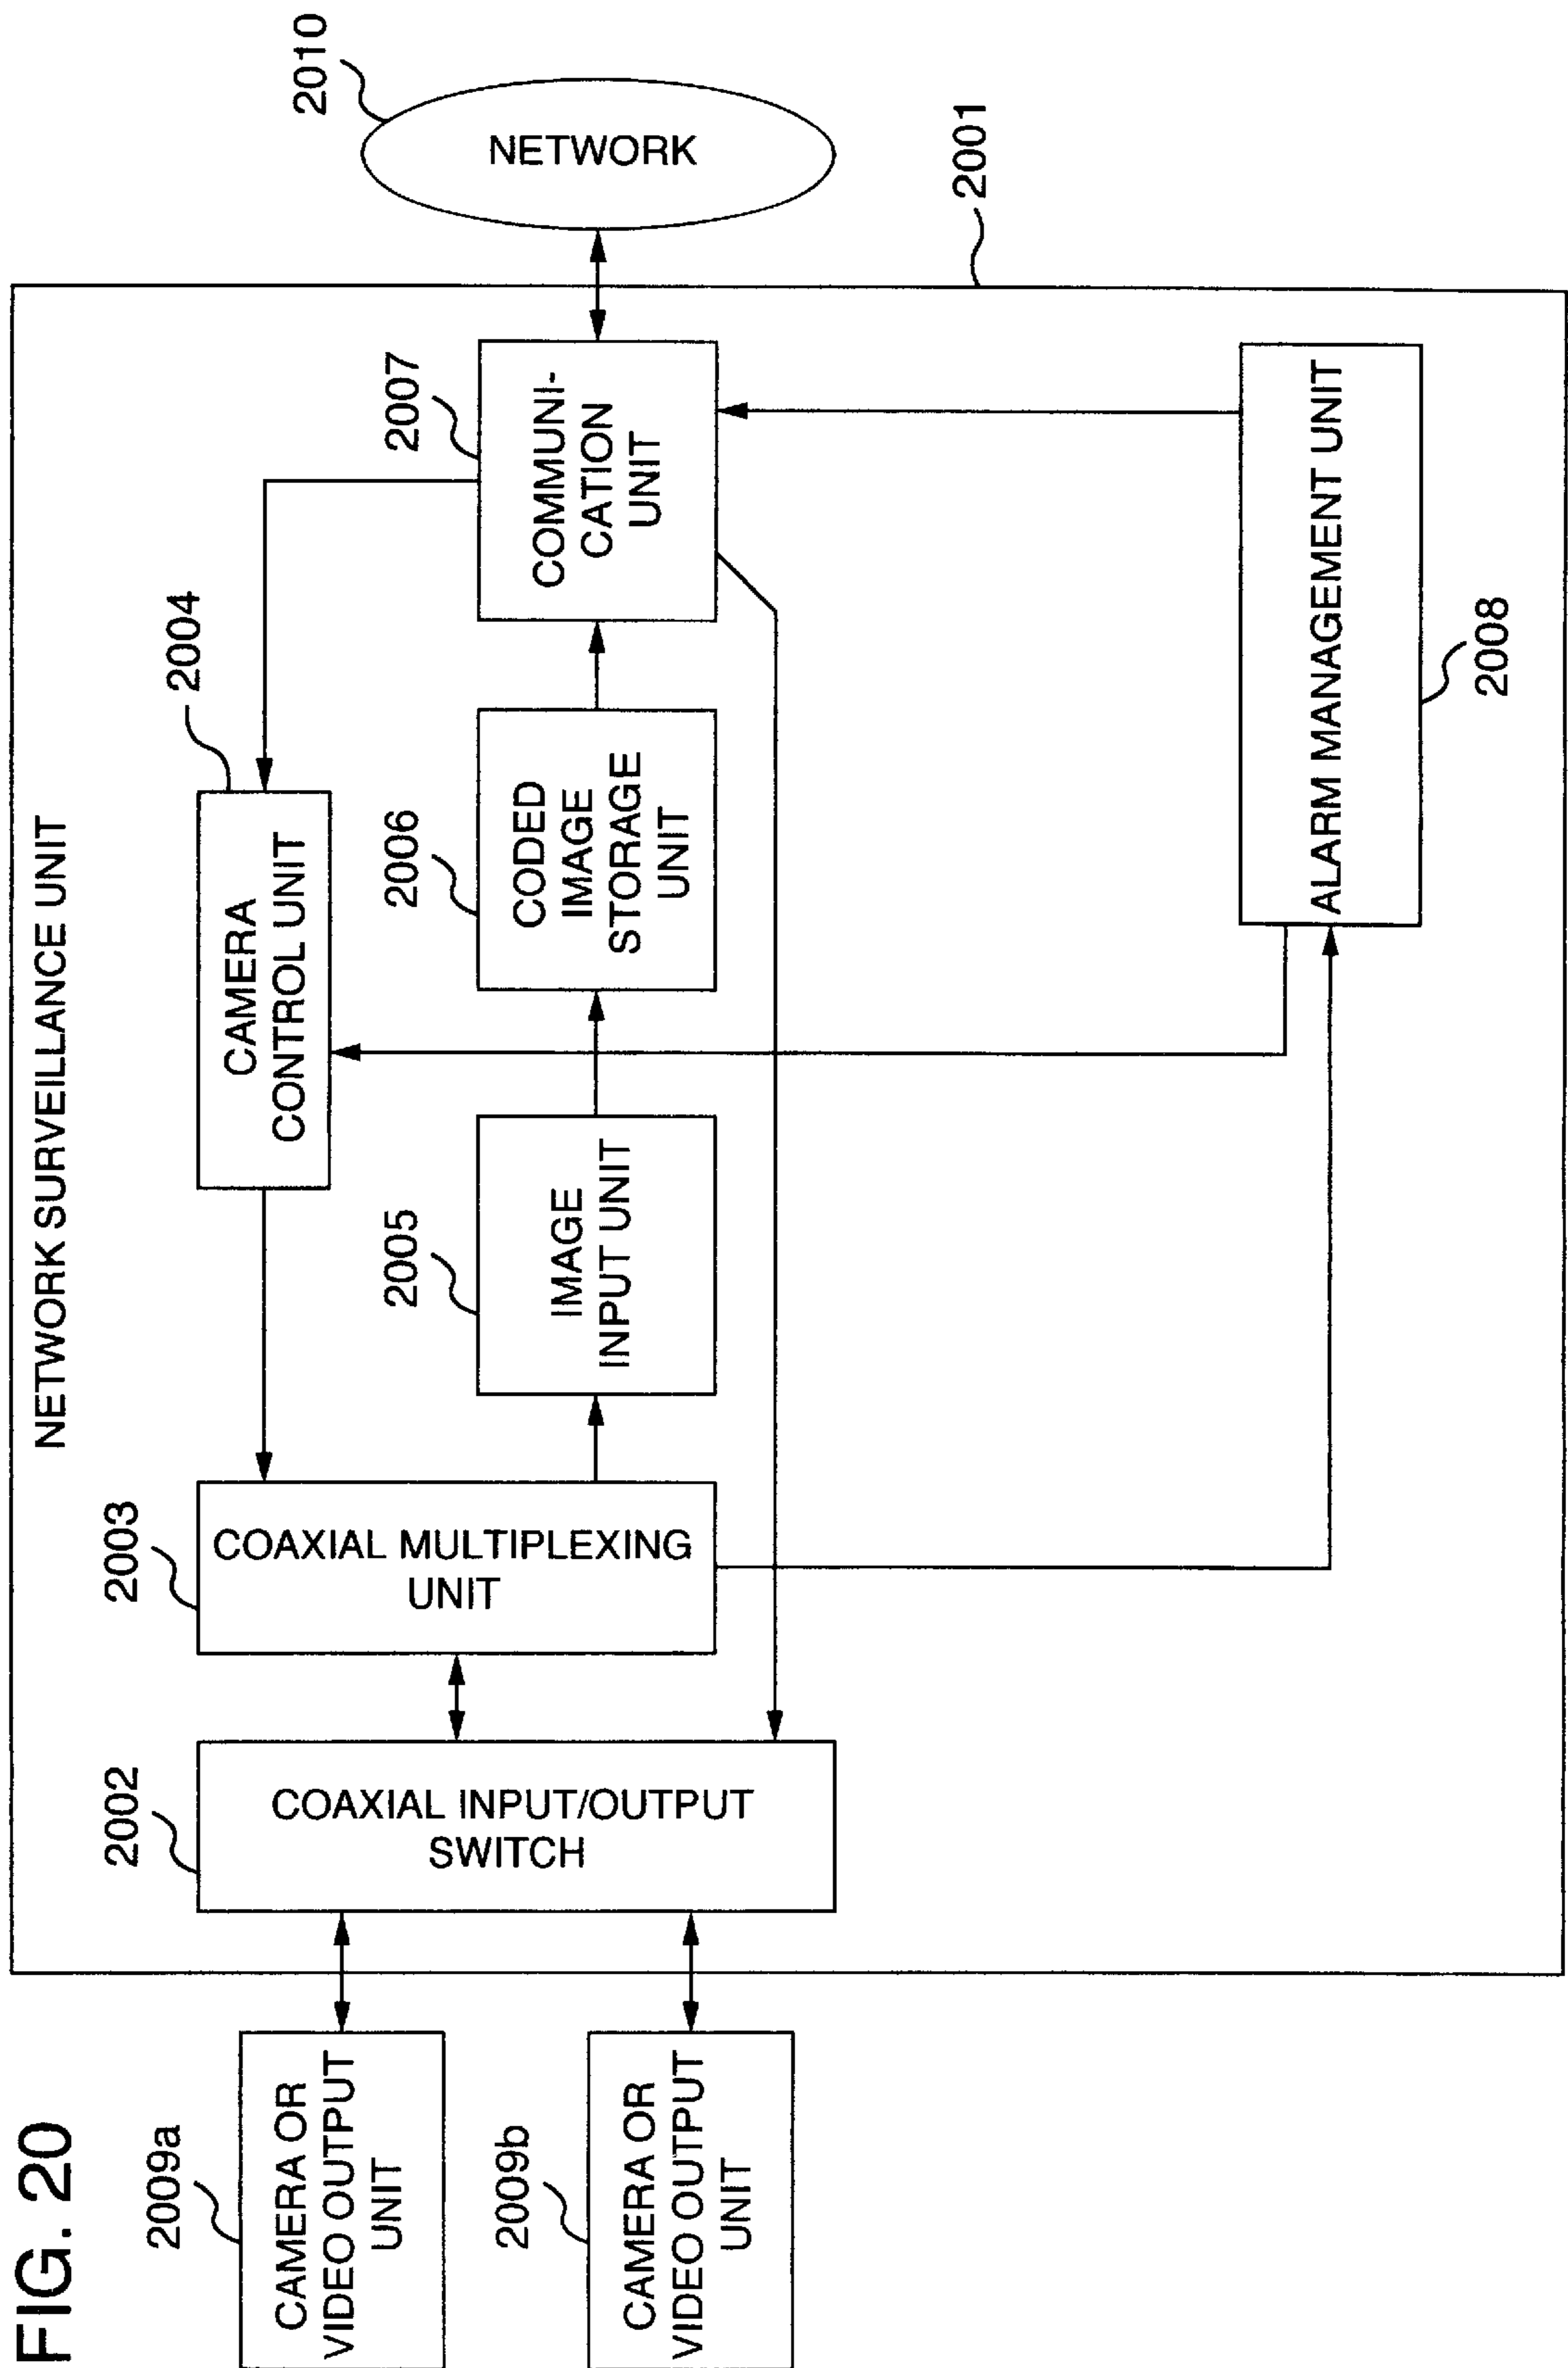 FIG. 20
NETWORK SURVEILLANCE UNIT
2009a
CAMERA OR
VIDEO OUTPUT
UNIT
2009b
CAMERA OR
VIDEO OUTPUT
UNIT
2002
COAXIAL INPUT/OUTPUT
SWITCH
2003
COAXIAL MULTIPLEXING
UNIT
2004
CAMERA
CONTROL UNIT
2005
IMAGE
INPUT UNIT
2006
CODED
IMAGE
STORAGE
UNIT
2007
COMMUNI-
CATION
UNIT
2010
NETWORK
2001
ALARM MANAGEMENT UNIT
2008